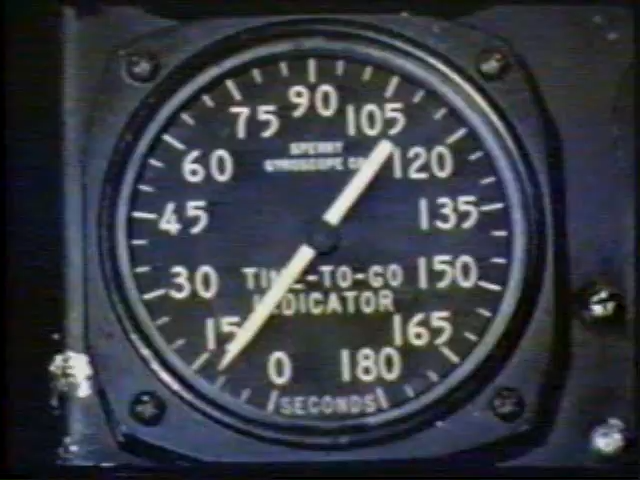 90
75 105
SPERRY
GYROSCOPE CO
60 120
45 135
TIME-TO-GO
30 150
INDICATOR
15 165
0 180
SECONDS